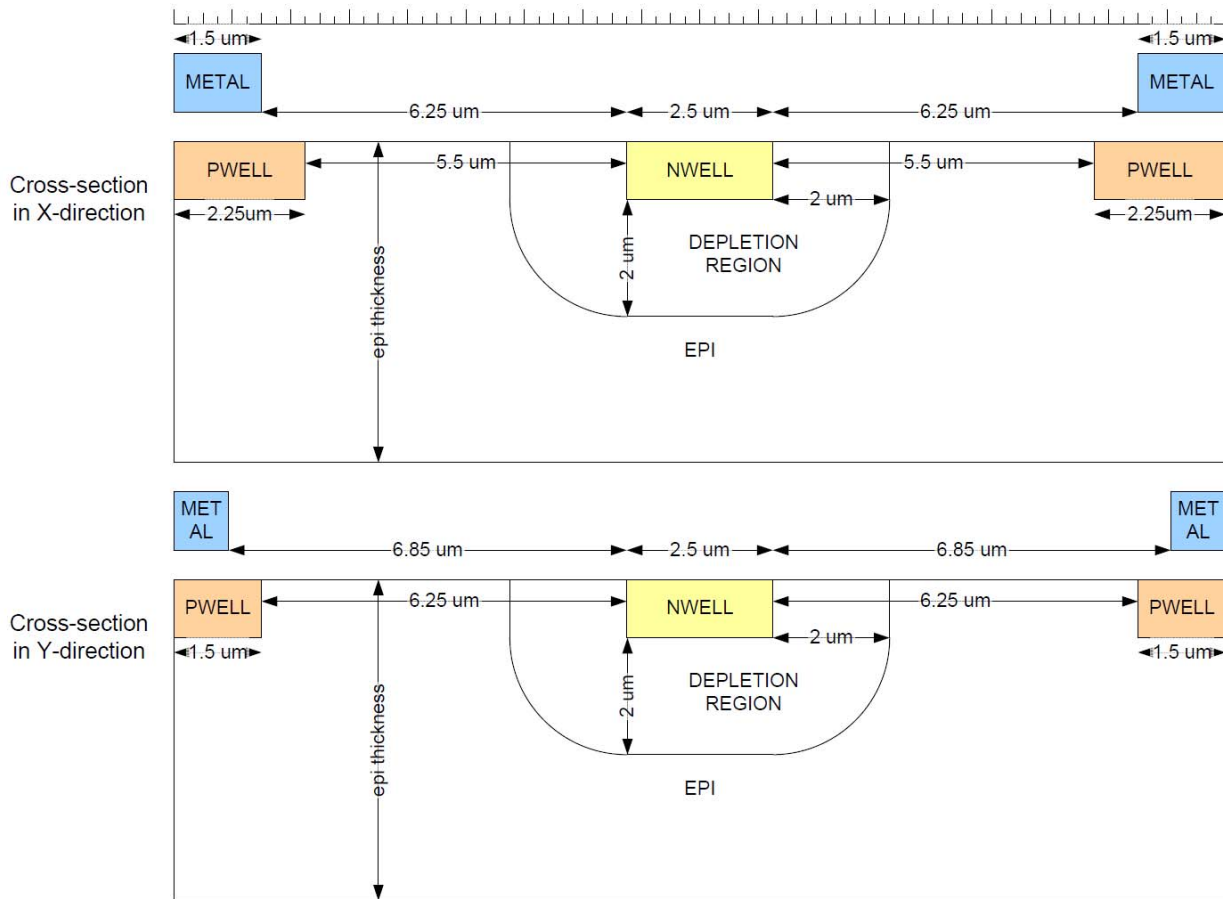 1.5 um
1.5 um
METAL
METAL
6.25 um
2.5 um
6.25 um
Cross-section
in X-direction
PWELL
5.5 um
NWELL
5.5 um
PWELL
2.25um
2 um
2.25um
2 um
DEPLETION
REGION
epi thickness
EPI
MET
AL
MET
AL
6.85 um
2.5 um
6.85 um
Cross-section
in Y-direction
PWELL
6.25 um
NWELL
6.25 um
PWELL
1.5 um
2 um
1.5 um
2 um
DEPLETION
REGION
epi thickness
EPI